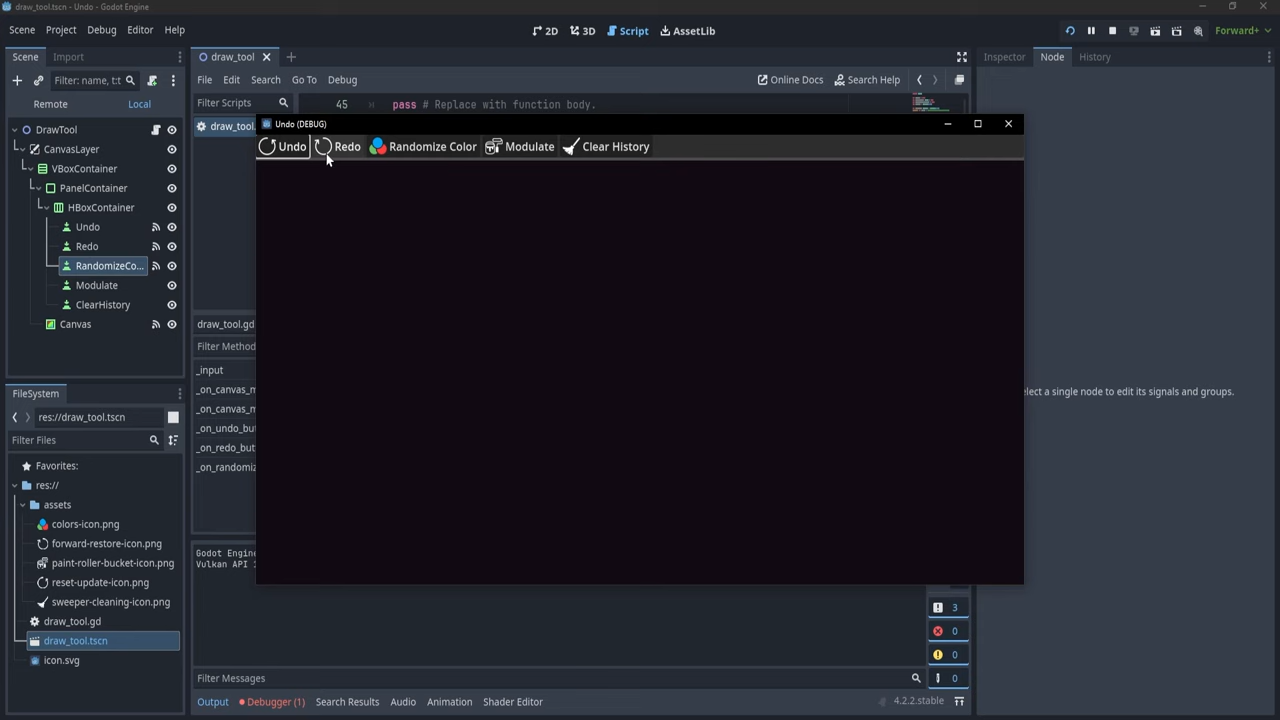 draw_tool.tscn - Undo - Godot Engine
Scene Project Debug Editor Help
2D 3D Script AssetLib
Forward+
Scene Import
draw_tool
Inspector Node History
Filter: name, t:t
File Edit Search Go To Debug
Online Docs Search Help
Remote Local
Filter Scripts
45 pass # Replace with function body.
draw_tool.
Undo (DEBUG)
Undo Redo Randomize Color Modulate Clear History
DrawTool
CanvasLayer
VBoxContainer
PanelContainer
HBoxContainer
Undo
Redo
RandomizeCo...
Modulate
ClearHistory
Canvas
draw_tool.gd
Filter Method
_input
_on_canvas_m
_on_canvas_m
_on_undo_but
_on_redo_but
_on_randomiz
elect a single node to edit its signals and groups.
FileSystem
res://draw_tool.tscn
Filter Files
Favorites:
res://
assets
colors-icon.png
forward-restore-icon.png
paint-roller-bucket-icon.png
reset-update-icon.png
sweeper-cleaning-icon.png
draw_tool.gd
draw_tool.tscn
icon.svg
Godot Engine
Vulkan API
3
0
0
0
Filter Messages
Output Debugger (1) Search Results Audio Animation Shader Editor
4.2.2.stable